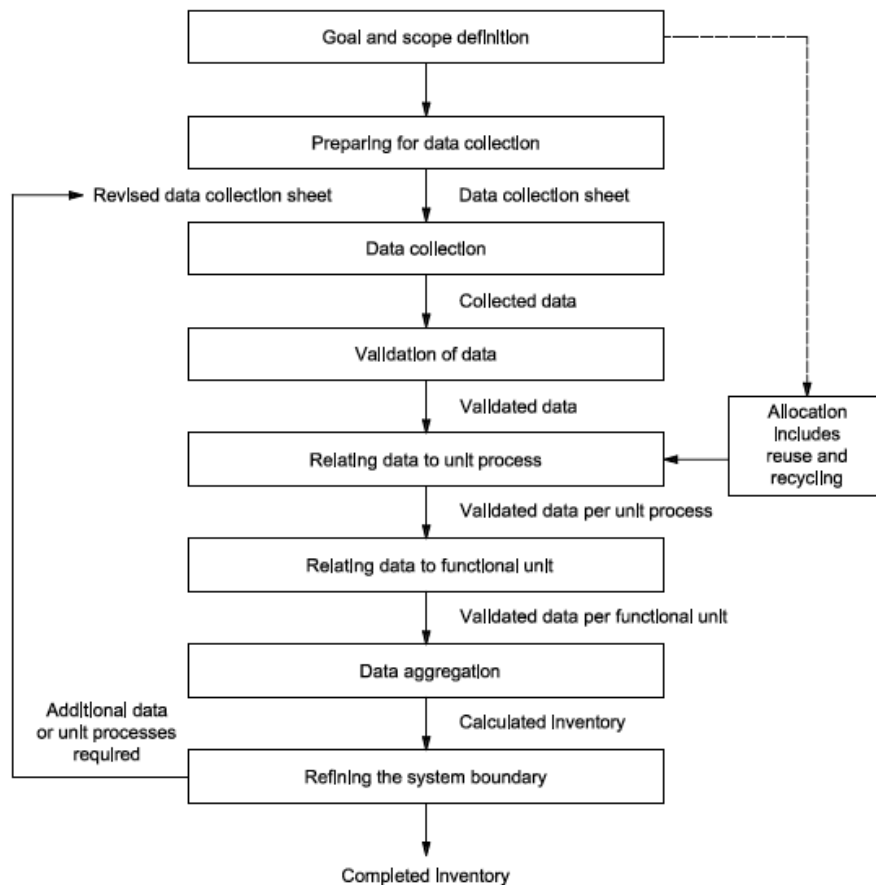 Goal and scope definition
Preparing for data collection
Revised data collection sheet
Data collection sheet
Data collection
Collected data
Validation of data
Validated data
Allocation
includes
reuse and
recycling
Relating data to unit process
Validated data per unit process
Relating data to functional unit
Validated data per functional unit
Data aggregation
Additional data
or unit processes
required
Calculated inventory
Refining the system boundary
Completed inventory